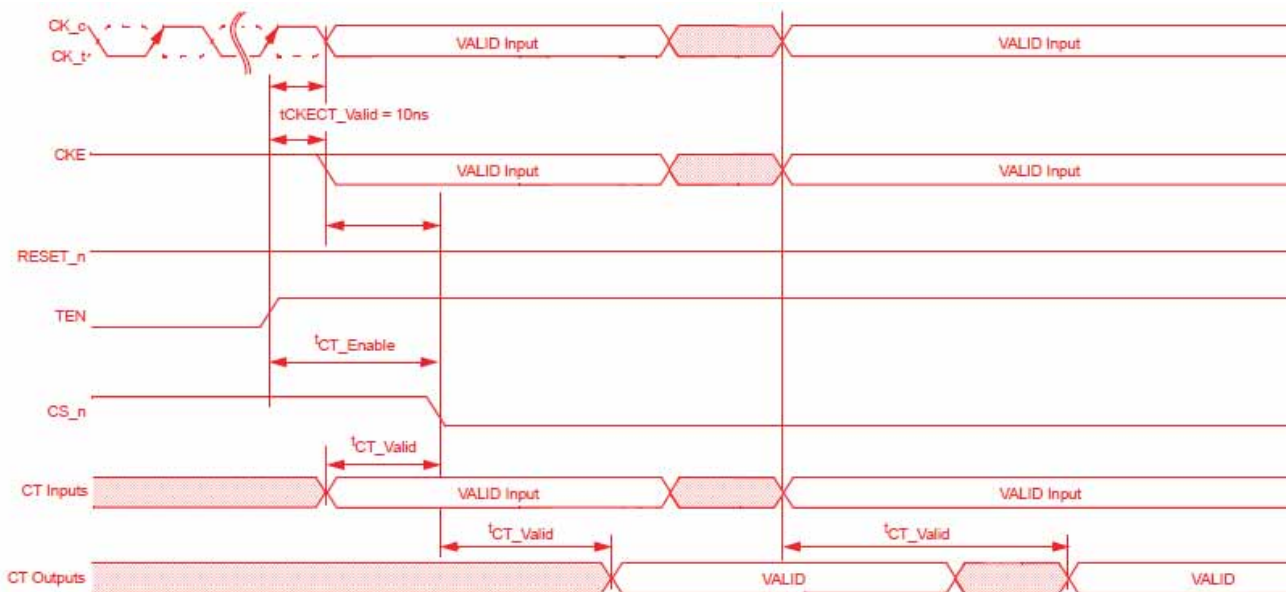 CK_c
CK_t
VALID Input
VALID Input
tCKECT_Valid = 10ns
CKE
VALID Input
VALID Input
RESET_n
TEN
tCT_Enable
CS_n
tCT_Valid
CT Inputs
VALID Input
VALID Input
tCT_Valid
tCT_Valid
CT Outputs
VALID
VALID